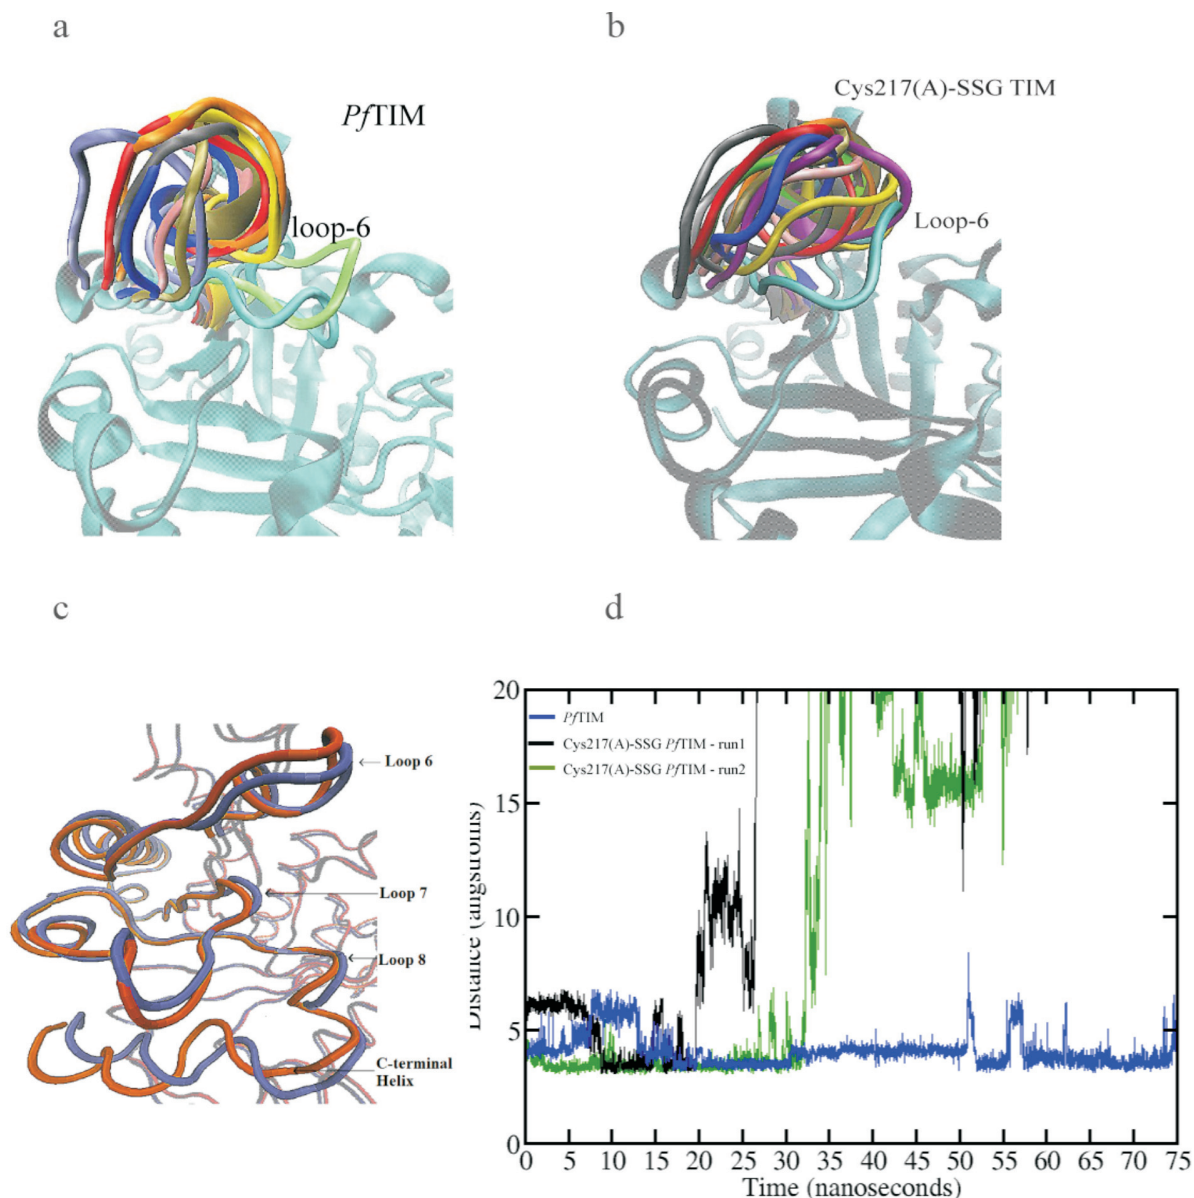 a
b
PfTIM
loop-6
Cys217(A)-SSG TIM
Loop-6
c
d
Loop 6
Loop 7
Loop 8
C-terminal
Helix
PfTIM
Cys217(A)-SSG PfTIM - run1
Cys217(A)-SSG PfTIM - run2
20
15
10
5
0
Distance (angstroms)
0 5 10 15 20 25 30 35 40 45 50 55 60 65 70 75
Time (nanoseconds)